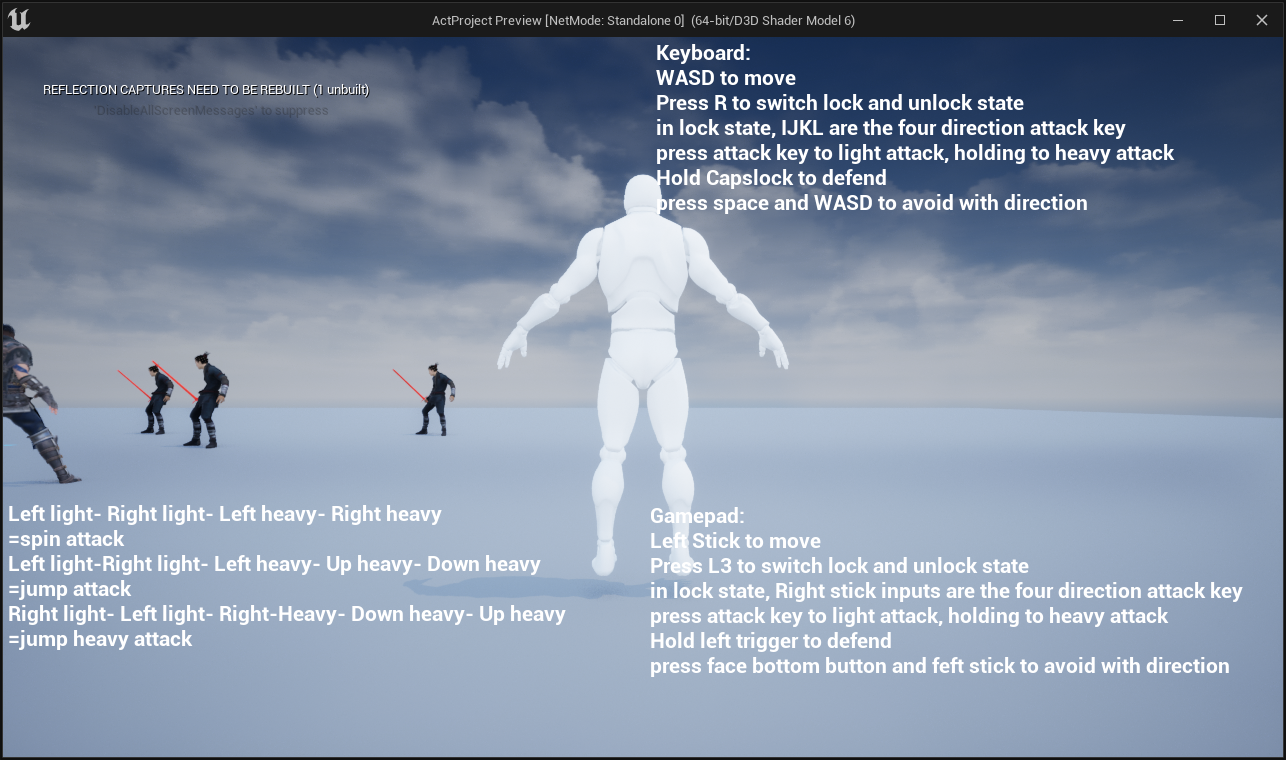 ActProject Preview [NetMode: Standalone 0] (64-bit/D3D Shader Model 6)
REFLECTION CAPTURES NEED TO BE REBUILT (1 unbuilt)
'DisableAllScreenMessages' to suppress
Keyboard:
WASD to move
Press R to switch lock and unlock state
in lock state, IJKL are the four direction attack key
press attack key to light attack, holding to heavy attack
Hold Capslock to defend
press space and WASD to avoid with direction
Left light- Right light- Left heavy- Right heavy
=spin attack
Left light-Right light- Left heavy- Up heavy- Down heavy
=jump attack
Right light- Left light- Right-Heavy- Down heavy- Up heavy
=jump heavy attack
Gamepad:
Left Stick to move
Press L3 to switch lock and unlock state
in lock state, Right stick inputs are the four direction attack key
press attack key to light attack, holding to heavy attack
Hold left trigger to defend
press face bottom button and feft stick to avoid with direction